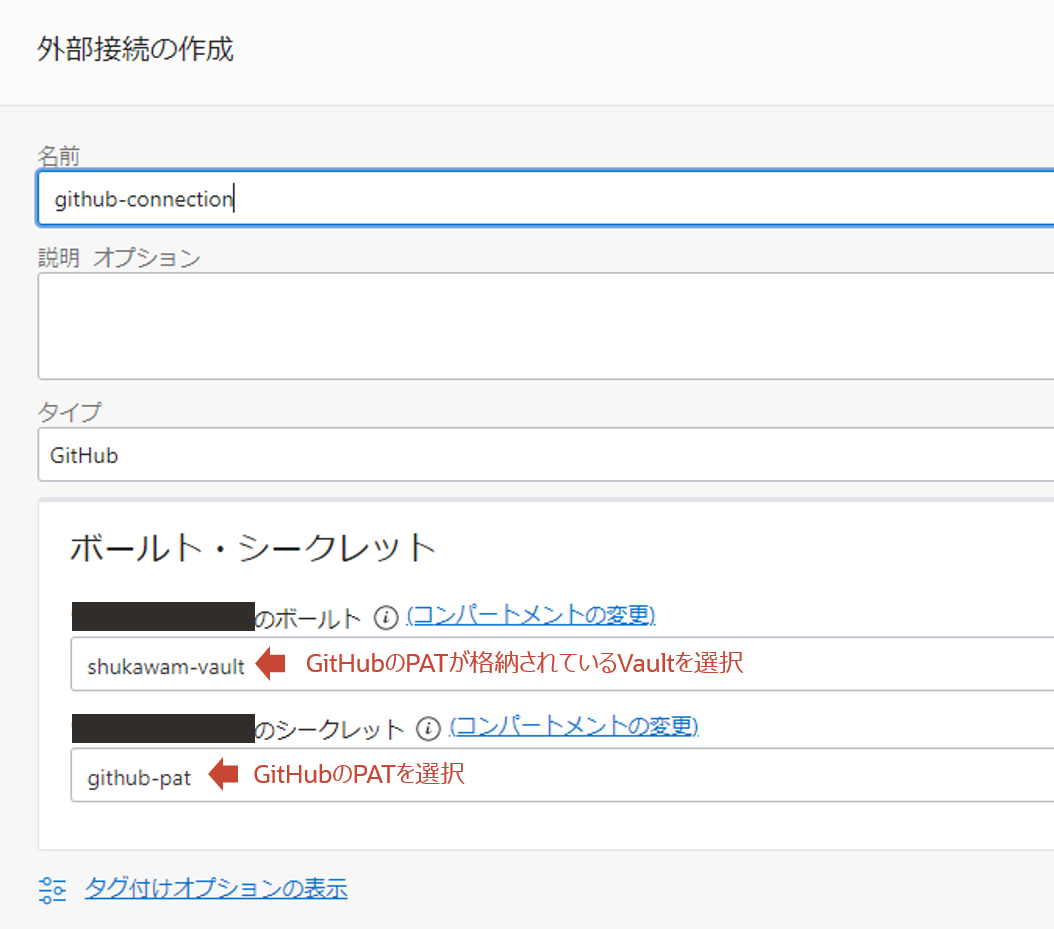 外部接続の作成
名前
github-connection
説明 オプション
タイプ
GitHub
ボールト・シークレット
のボールト (コンパートメントの変更)
shukawam-vault GitHubのPATが格納されているVaultを選択
のシークレット (コンパートメントの変更)
github-pat GitHubのPATを選択
タグ付けオプションの表示